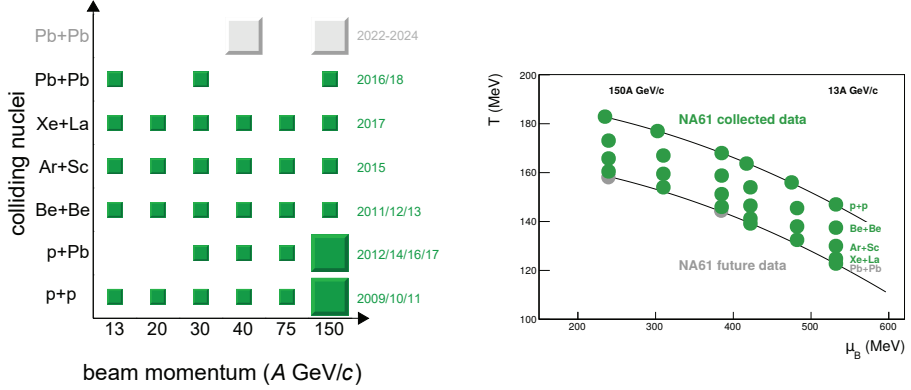 colliding nuclei
Pb+Pb 2022-2024
Pb+Pb 2016/18
Xe+La 2017
Ar+Sc 2015
Be+Be 2011/12/13
p+Pb 2012/14/16/17
p+p 2009/10/11
13 20 30 40 75 150
beam momentum (A GeV/c)
T (MeV)
150A GeV/c 13A GeV/c
NA61 collected data
p+p
Be+Be
Ar+Sc
Xe+La
Pb+Pb
NA61 future data
180
160
140
120
100
200 300 400 500 600
μB (MeV)